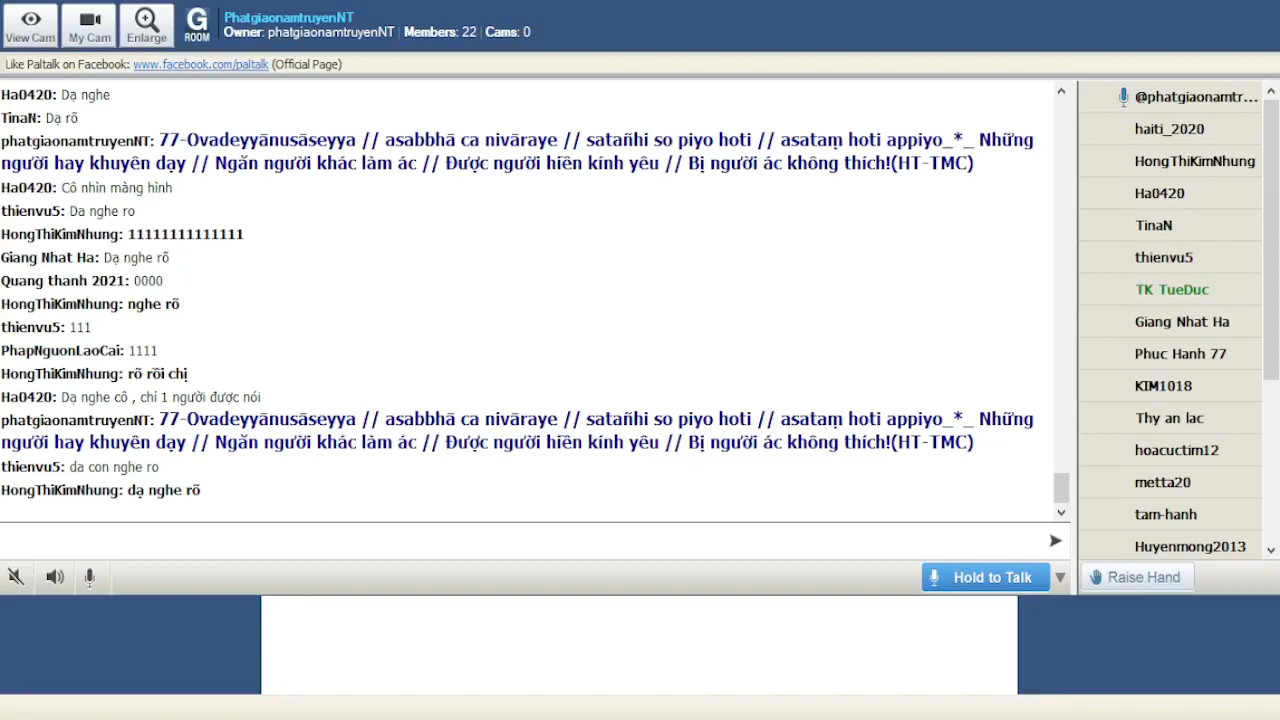 View Cam
My Cam
Enlarge
G
ROOM
PhatgiaonamtruyenNT
Owner: phatgiaonamtruyenNT | Members: 22 | Cams: 0
Like Paltalk on Facebook: www.facebook.com/paltalk (Official Page)
Ha0420: Dạ nghe
TinaN: Dạ rõ
phatgiaonamtruyenNT: 77-Ovadeyyānusāseyya // asabbhā ca nivāraye // satañhi so piyo hoti // asataṃ hoti appiyo_*_ Những
người hay khuyên dạy // Ngăn người khác làm ác // Được người hiền kính yêu // Bị người ác không thích!(HT-TMC)
Ha0420: Cô nhìn màng hình
thienvu5: Da nghe ro
HongThiKimNhung: 11111111111111
Giang Nhat Ha: Dạ nghe rõ
Quang thanh 2021: 0000
HongThiKimNhung: nghe rõ
thienvu5: 111
PhapNguonLaoCai: 1111
HongThiKimNhung: rõ rồi chị
Ha0420: Dạ nghe cô , chỉ 1 người được nói
phatgiaonamtruyenNT: 77-Ovadeyyānusāseyya // asabbhā ca nivāraye // satañhi so piyo hoti // asataṃ hoti appiyo_*_ Những
người hay khuyên dạy // Ngăn người khác làm ác // Được người hiền kính yêu // Bị người ác không thích!(HT-TMC)
thienvu5: da con nghe ro
HongThiKimNhung: dạ nghe rõ
@phatgiaonamtr...
haiti_2020
HongThiKimNhung
Ha0420
TinaN
thienvu5
TK TueDuc
Giang Nhat Ha
Phuc Hanh 77
KIM1018
Thy an lac
hoacuctim12
metta20
tam-hanh
Huyenmong2013
Hold to Talk
Raise Hand